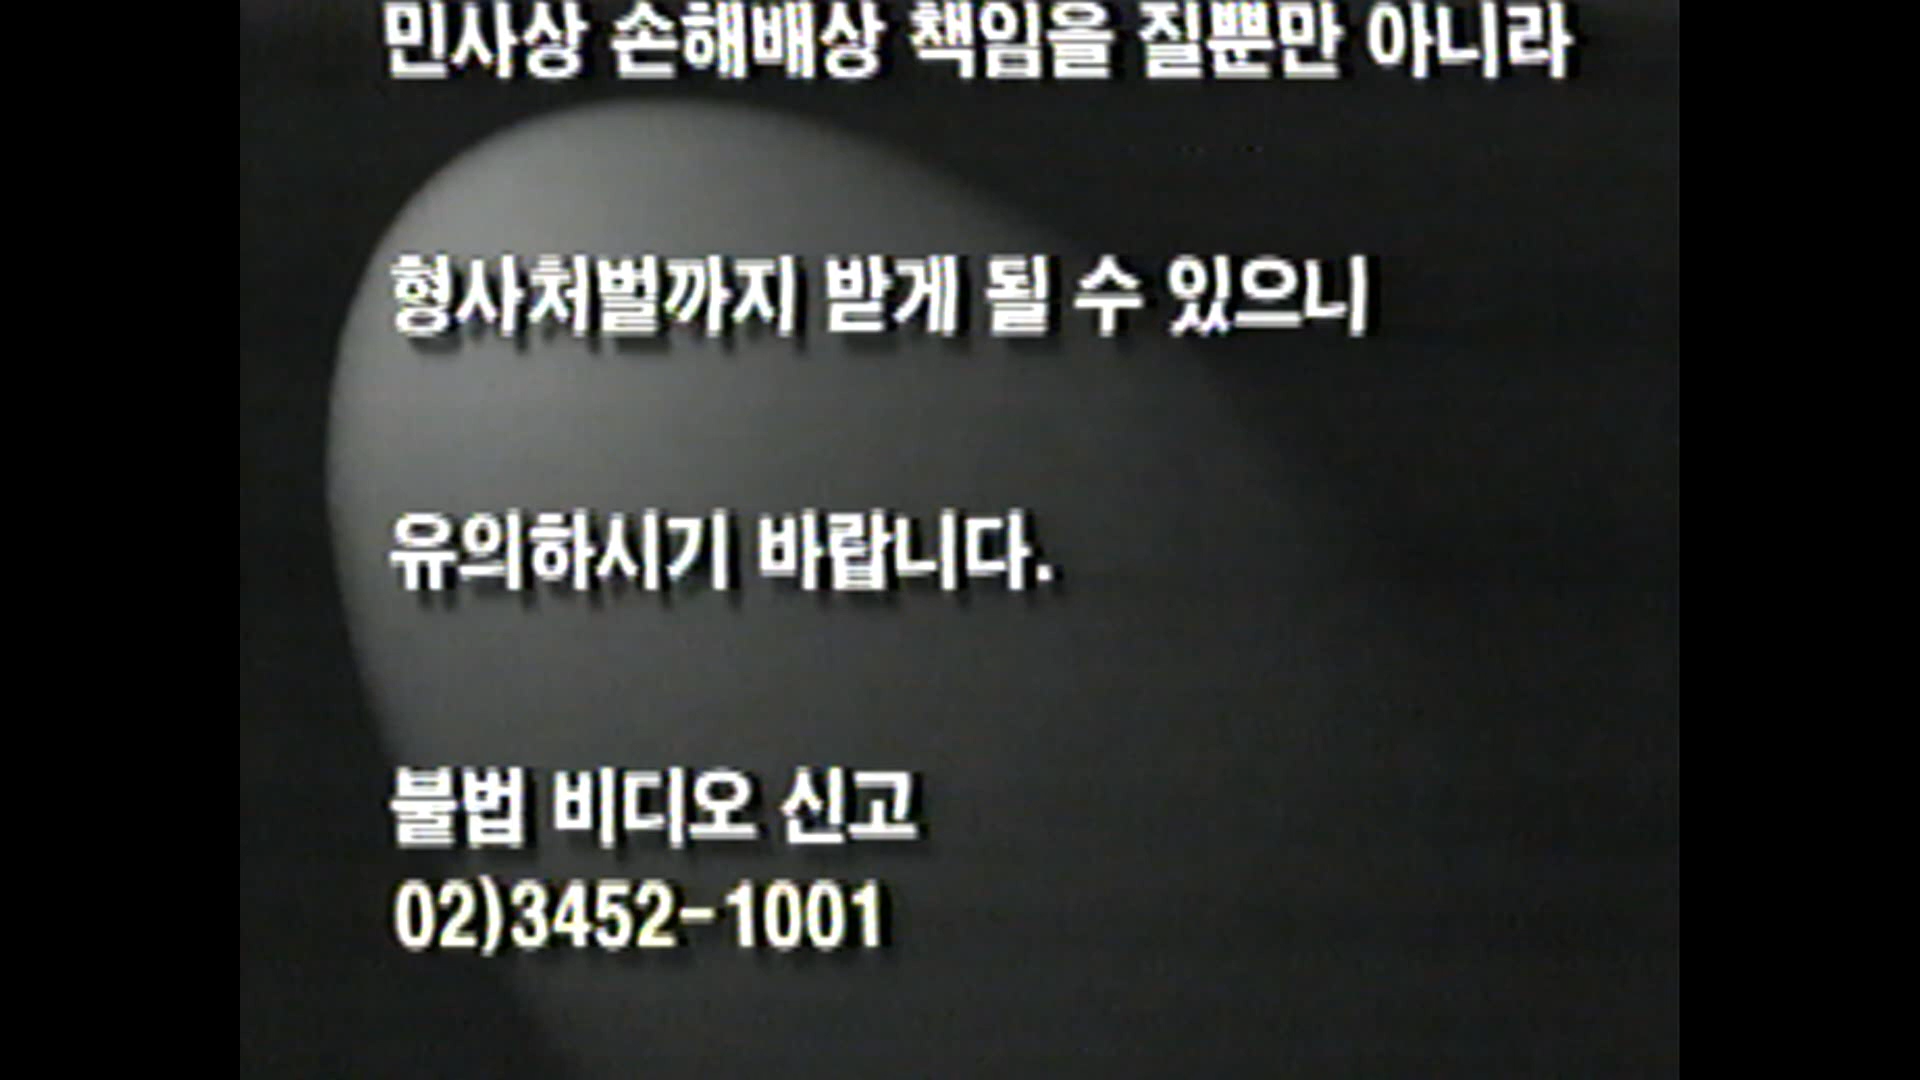 민사상 손해배상 책임을 질뿐만 아니라
형사처벌까지 받게 될 수 있으니
유의하시기 바랍니다.
불법 비디오 신고
02)3452-1001